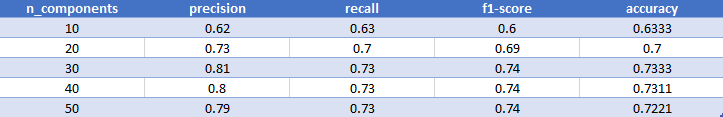 n_components precision recall f1-score accuracy
10 0.62 0.63 0.6 0.6333
20 0.73 0.7 0.69 0.7
30 0.81 0.73 0.74 0.7333
40 0.8 0.73 0.74 0.7311
50 0.79 0.73 0.74 0.7221